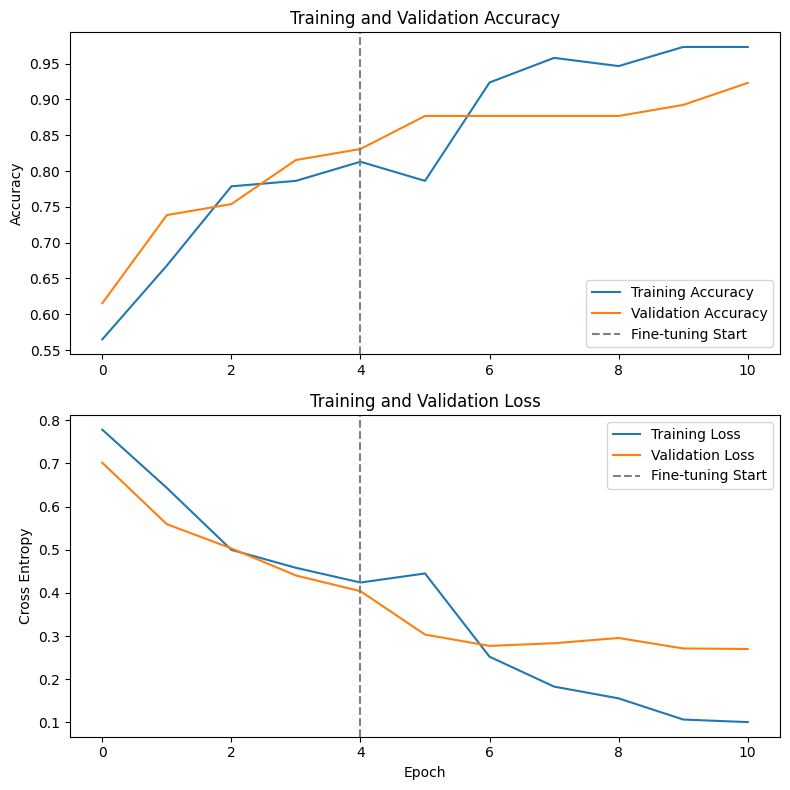 Training and Validation Accuracy
Accuracy
0.95
0.90
0.85
0.80
0.75
0.70
0.65
0.60
0.55
Training Accuracy
Validation Accuracy
Fine-tuning Start
0 2 4 6 8 10
Training and Validation Loss
Cross Entropy
0.8
0.7
0.6
0.5
0.4
0.3
0.2
0.1
Training Loss
Validation Loss
Fine-tuning Start
0 2 4 6 8 10
Epoch